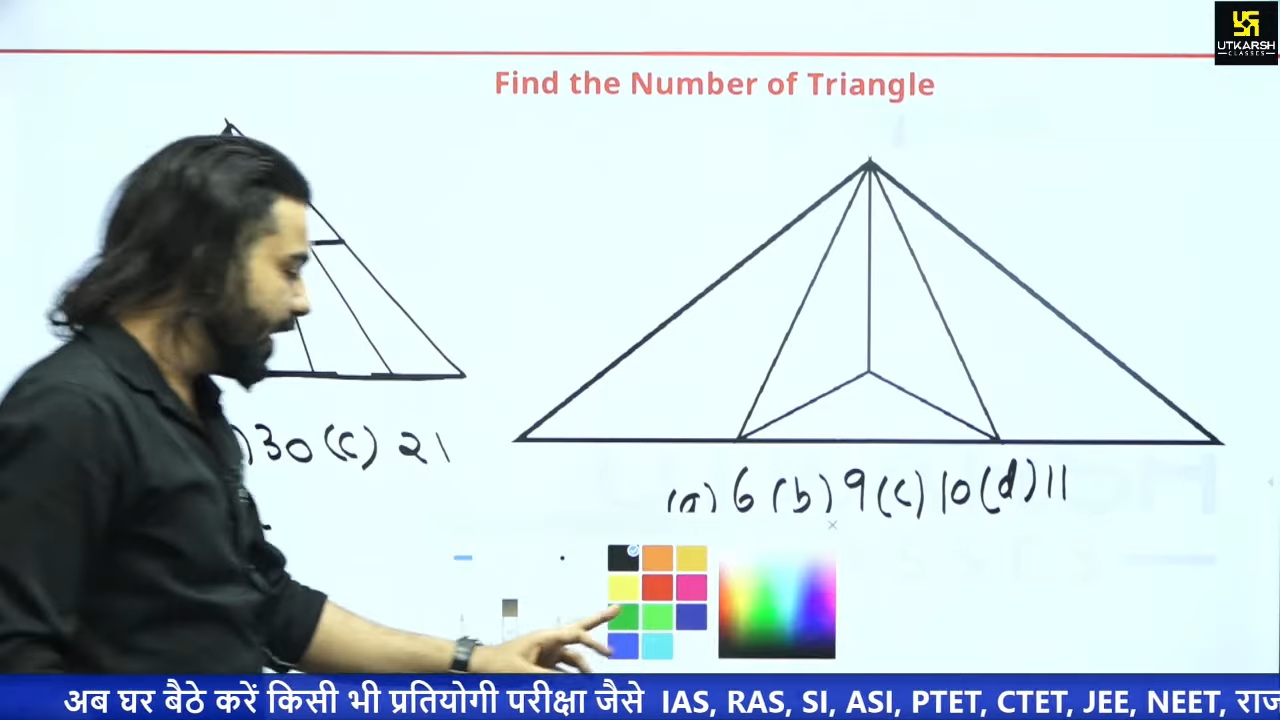 UTKARSH
CLASSES
Find the Number of Triangle
30 (c) 21
(a) 6 (b) 9 (c) 10 (d) 11
अब घर बैठे करें किसी भी प्रतियोगी परीक्षा जैसे IAS, RAS, SI, ASI, PTET, CTET, JEE, NEET,